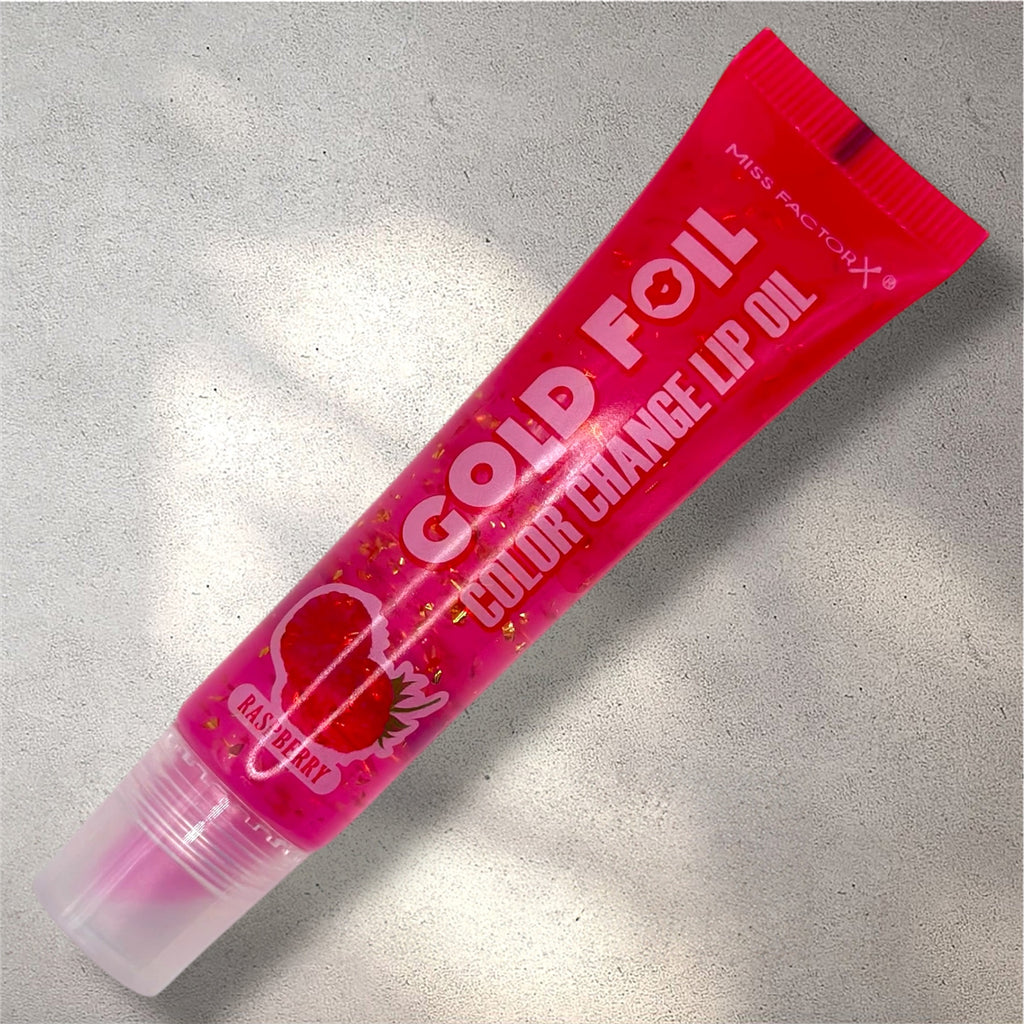 MISS FACTORX®
GOLD FOIL
COLOR CHANGE LIP OIL
RASPBERRY